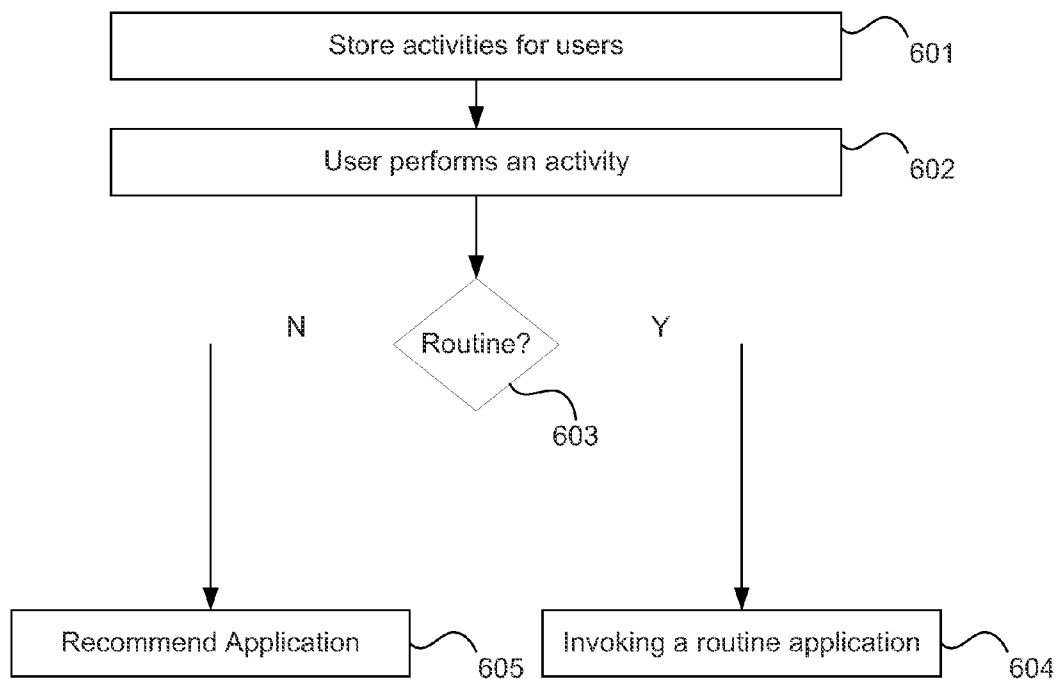 Store activities for users
601
User performs an activity
602
N
Routine?
Y
603
Recommend Application
605
Invoking a routine application
604